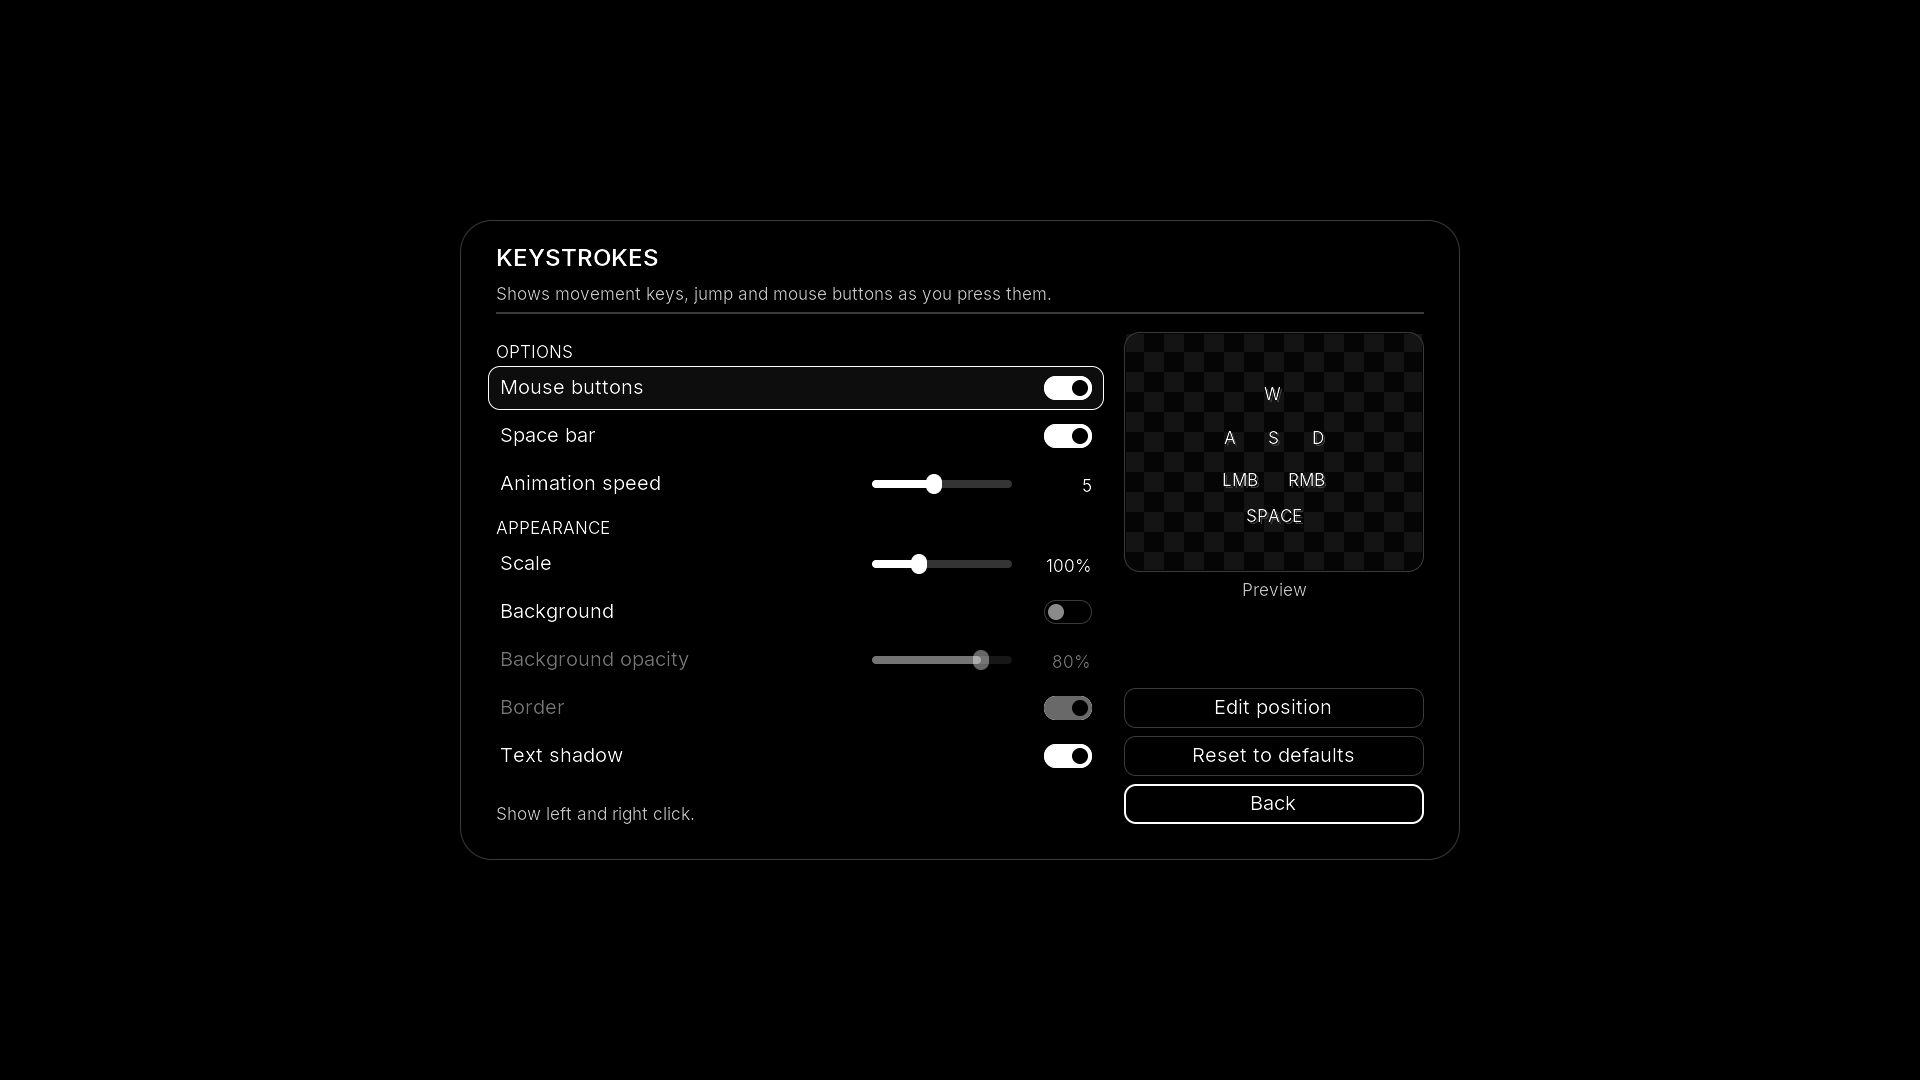 KEYSTROKES
Shows movement keys, jump and mouse buttons as you press them.
OPTIONS
Mouse buttons
Space bar
Animation speed 5
APPEARANCE
Scale 100%
Background
Background opacity 80%
Border
Text shadow
Show left and right click.
W
A S D
LMB RMB
SPACE
Preview
Edit position
Reset to defaults
Back